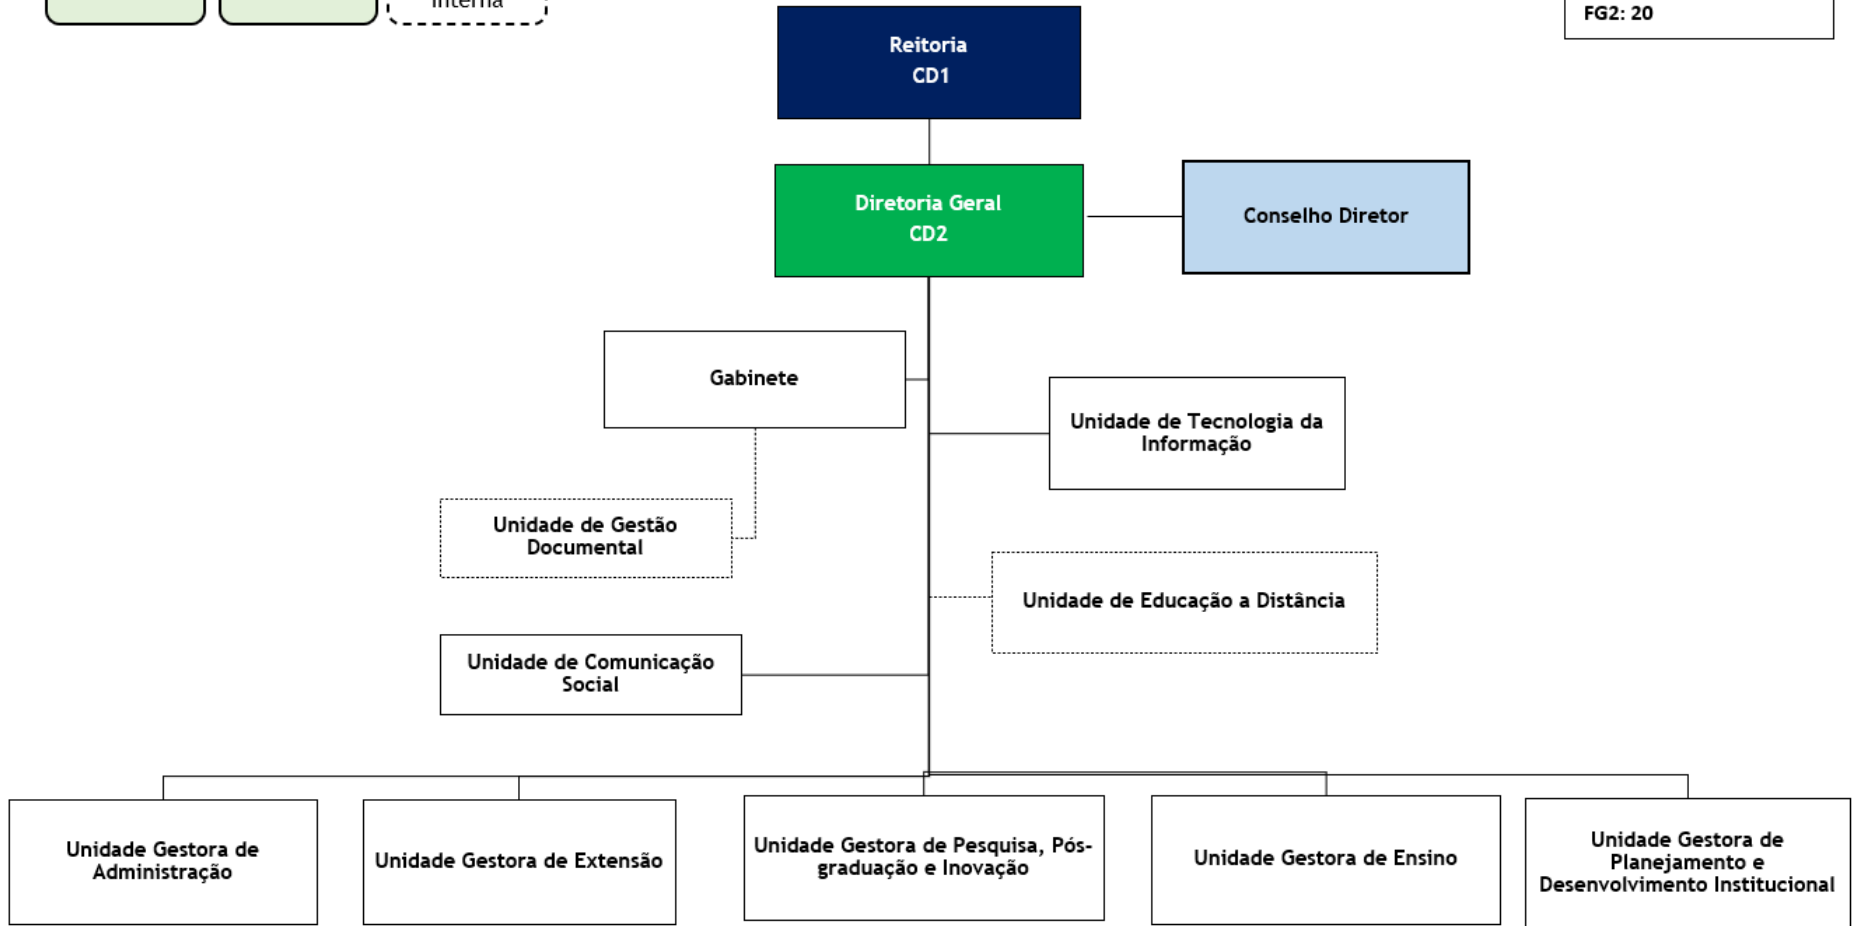 Interna
FG2: 20
Reitoria
CD1
Diretoria Geral
CD2
Conselho Diretor
Gabinete
Unidade de Tecnologia da
Informação
Unidade de Gestão
Documental
Unidade de Educação a Distância
Unidade de Comunicação
Social
Unidade Gestora de
Administração
Unidade Gestora de Extensão
Unidade Gestora de Pesquisa, Pós-
graduação e Inovação
Unidade Gestora de Ensino
Unidade Gestora de
Planejamento e
Desenvolvimento Institucional